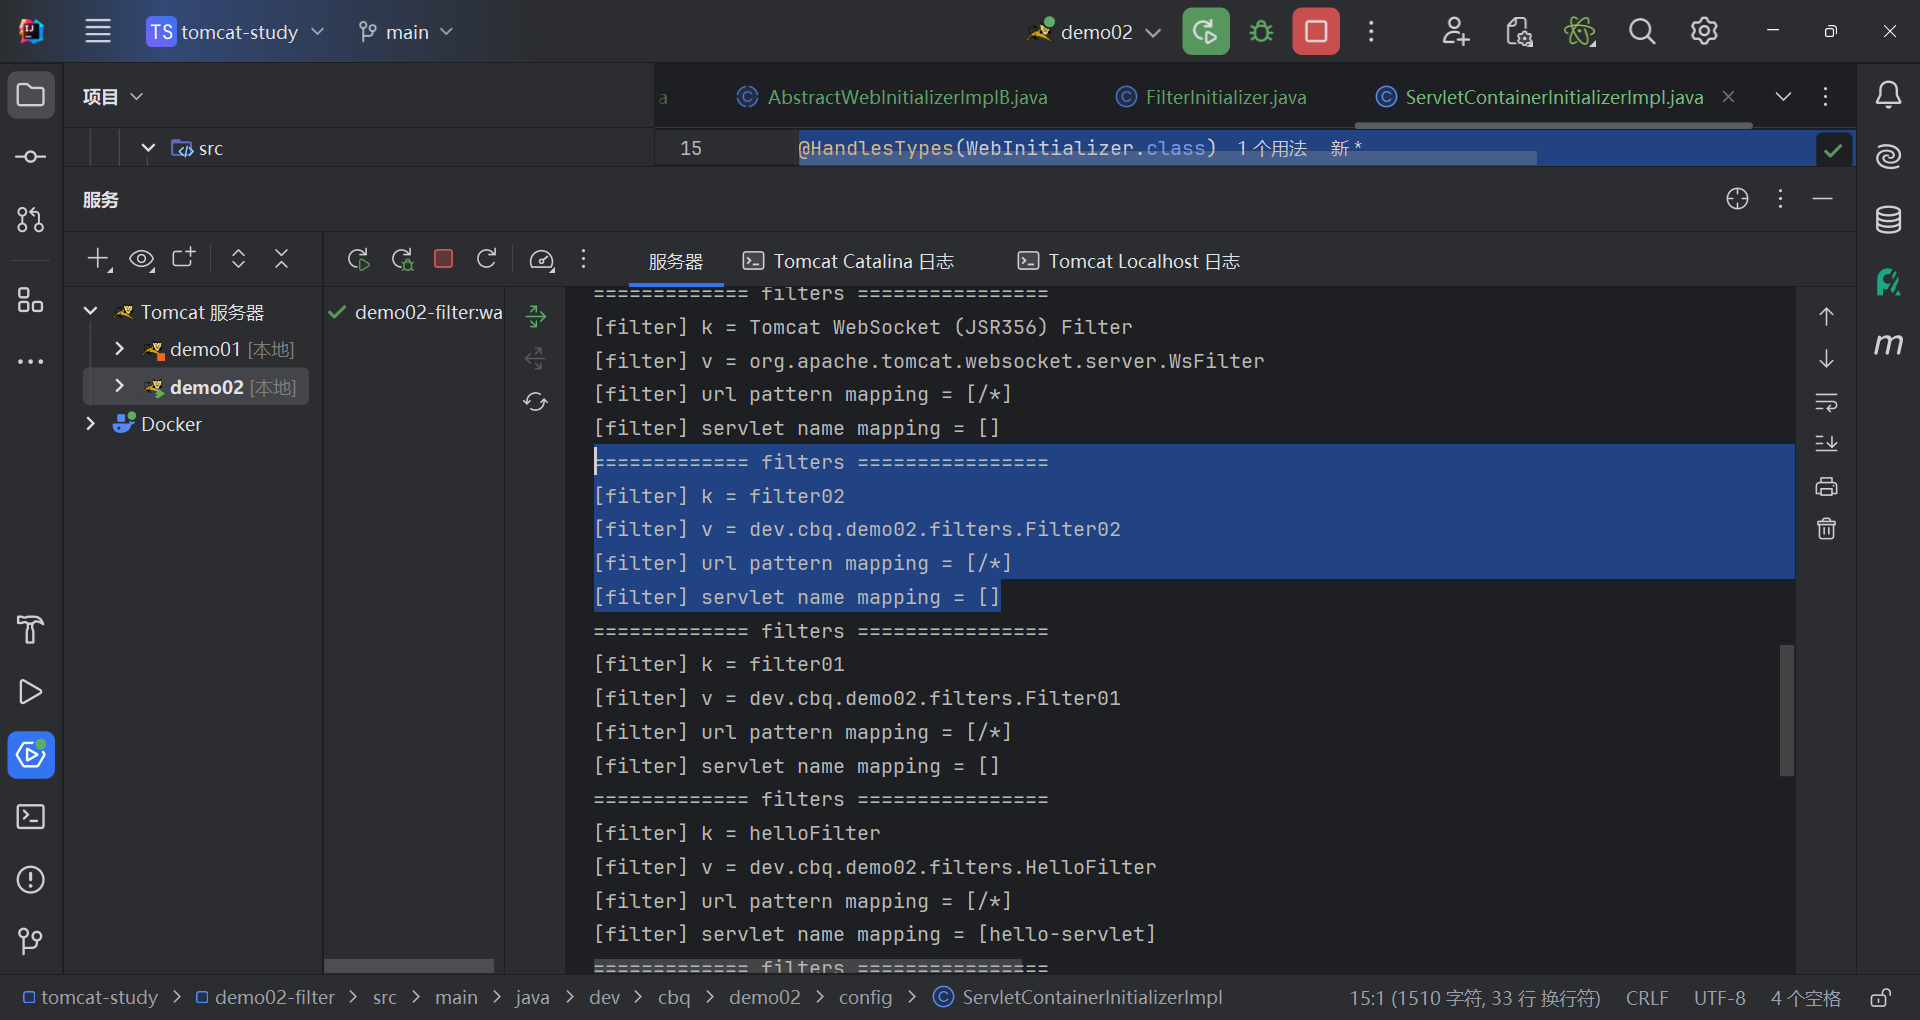 TS tomcat-study
main
demo02
项目
a
AbstractWebInitializerImplB.java
FilterInitializer.java
ServletContainerInitializerImpl.java
src
15 @HandlesTypes(WebInitializer.class) 1 个用法 新 *
服务
服务器
Tomcat Catalina 日志
Tomcat Localhost 日志
Tomcat 服务器
demo01 [本地]
demo02 [本地]
Docker
demo02-filter:wa
============= filters ================
[filter] k = Tomcat WebSocket (JSR356) Filter
[filter] v = org.apache.tomcat.websocket.server.WsFilter
[filter] url pattern mapping = [/*]
[filter] servlet name mapping = []
============= filters ================
[filter] k = filter02
[filter] v = dev.cbq.demo02.filters.Filter02
[filter] url pattern mapping = [/*]
[filter] servlet name mapping = []
============= filters ================
[filter] k = filter01
[filter] v = dev.cbq.demo02.filters.Filter01
[filter] url pattern mapping = [/*]
[filter] servlet name mapping = []
============= filters ================
[filter] k = helloFilter
[filter] v = dev.cbq.demo02.filters.HelloFilter
[filter] url pattern mapping = [/*]
[filter] servlet name mapping = [hello-servlet]
============= filters ================
m
tomcat-study > demo02-filter > src > main > java > dev > cbq > demo02 > config > ServletContainerInitializerImpl
15:1 (1510 字符, 33 行 换行符) CRLF UTF-8 4 个空格